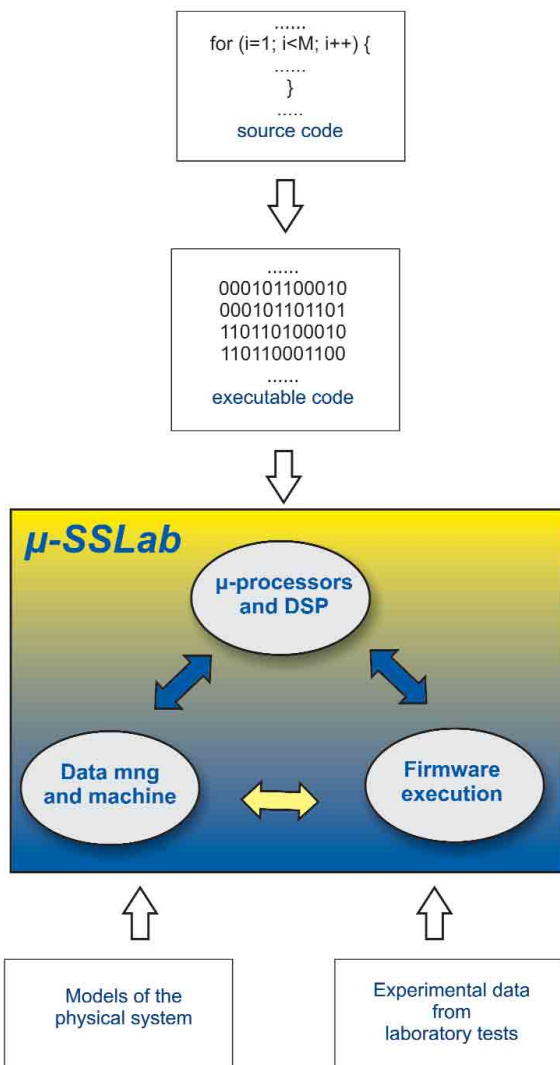 ......
for (i=1; i<M; i++) {
......
}
.....
source code
......
000101100010
000101101101
110110100010
110110001100
......
executable code
μ-SSLab
μ-processors
and DSP
Data mng
and machine
Firmware
execution
Models of the
physical system
Experimental data
from
laboratory tests